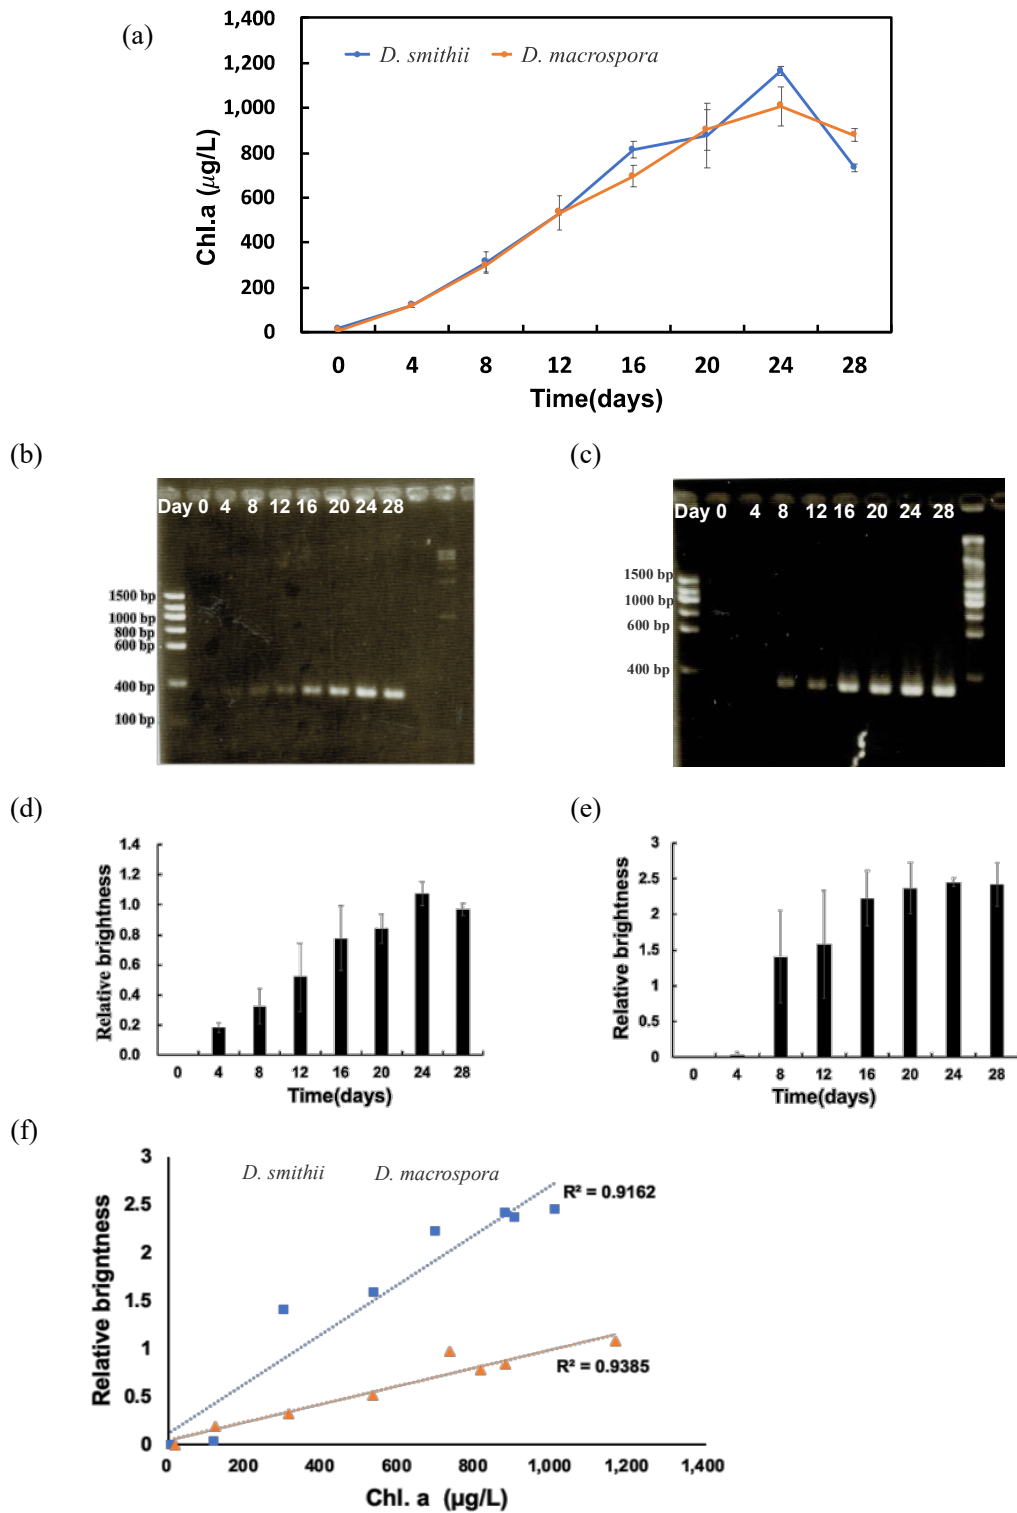 (a)
1,400
1,200
1,000
800
600
400
200
0
Chl.a (µg/L)
D. smithii D. macrospora
0 4 8 12 16 20 24 28
Time(days)
(b)
Day 0 4 8 12 16 20 24 28
1500 bp
1000 bp
800 bp
600 bp
400 bp
100 bp
(c)
Day 0 4 8 12 16 20 24 28
1500 bp
1000 bp
600 bp
400 bp
(d)
1.4
1.2
1.0
0.8
0.6
0.4
0.2
0.0
Relative brightness
0 4 8 12 16 20 24 28
Time(days)
(e)
3
2.5
2
1.5
1
0.5
0
Relative brightness
0 4 8 12 16 20 24 28
Time(days)
(f)
3
2.5
2
1.5
1
0.5
0
Relative brigntness
D. smithii D. macrospora
R² = 0.9162
R² = 0.9385
0 200 400 600 800 1,000 1,200 1,400
Chl. a (µg/L)